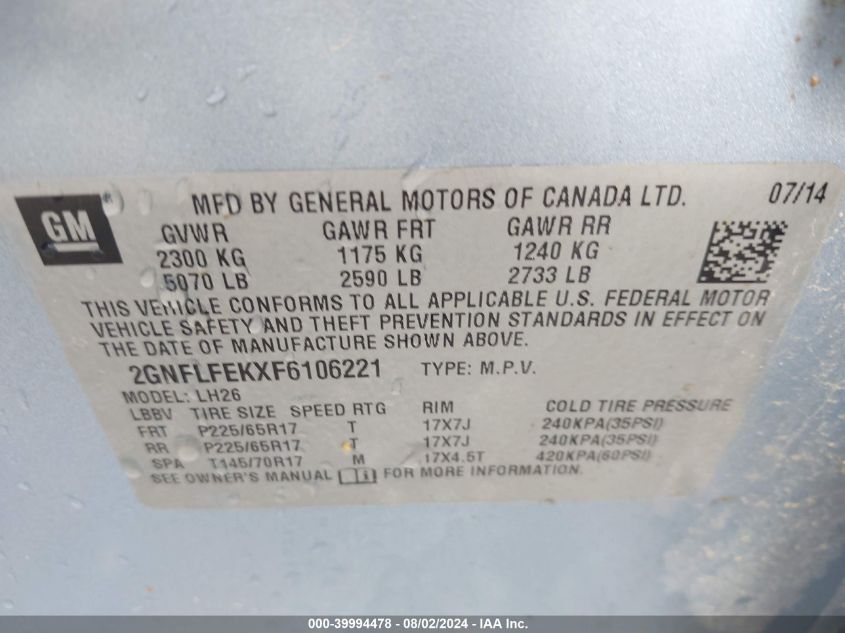 GM
MFD BY GENERAL MOTORS OF CANADA LTD. 07/14
GVWR GAWR FRT GAWR RR
2300 KG 1175 KG 1240 KG
5070 LB 2590 LB 2733 LB
THIS VEHICLE CONFORMS TO ALL APPLICABLE U.S. FEDERAL MOTOR
VEHICLE SAFETY AND THEFT PREVENTION STANDARDS IN EFFECT ON
THE DATE OF MANUFACTURE SHOWN ABOVE.
2GNFLFEKXF6106221 TYPE: M.P.V.
MODEL: LH26
LBBV TIRE SIZE SPEED RTG RIM COLD TIRE PRESSURE
FRT P225/65R17 T 17X7J 240KPA(35PSI)
RR P225/65R17 T 17X7J 240KPA(35PSI)
SPA T145/70R17 M 17X4.5T 420KPA(60PSI)
SEE OWNER'S MANUAL FOR MORE INFORMATION.
000-39994478 - 08/02/2024 - IAA Inc.